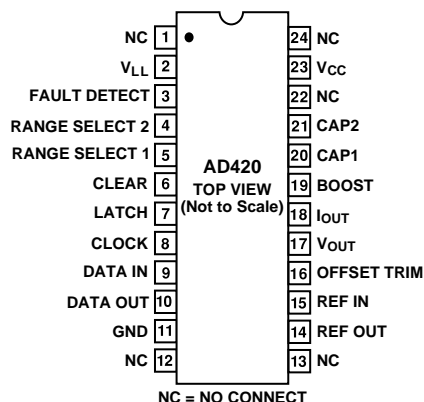 NC 1
VLL 2
FAULT DETECT 3
RANGE SELECT 2 4
RANGE SELECT 1 5
CLEAR 6
LATCH 7
CLOCK 8
DATA IN 9
DATA OUT 10
GND 11
NC 12
AD420
TOP VIEW
(Not to Scale)
24 NC
23 VCC
22 NC
21 CAP2
20 CAP1
19 BOOST
18 IOUT
17 VOUT
16 OFFSET TRIM
15 REF IN
14 REF OUT
13 NC
NC = NO CONNECT